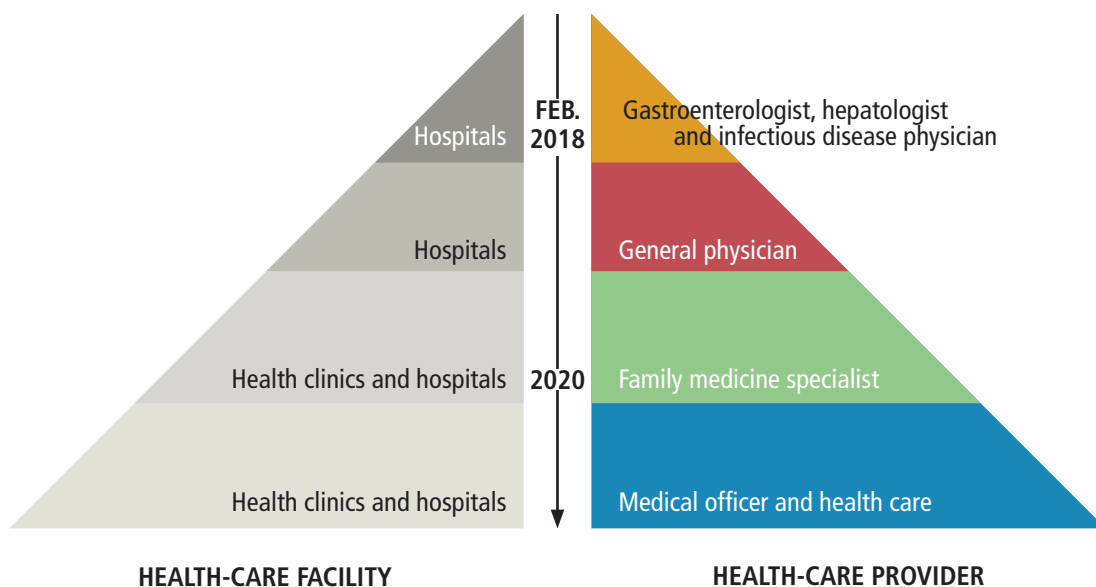 FEB.
2018
Gastroenterologist, hepatologist
and infectious disease physician
Hospitals
Hospitals
General physician
Health clinics and hospitals
2020
Family medicine specialist
Health clinics and hospitals
Medical officer and health care
HEALTH-CARE FACILITY
HEALTH-CARE PROVIDER